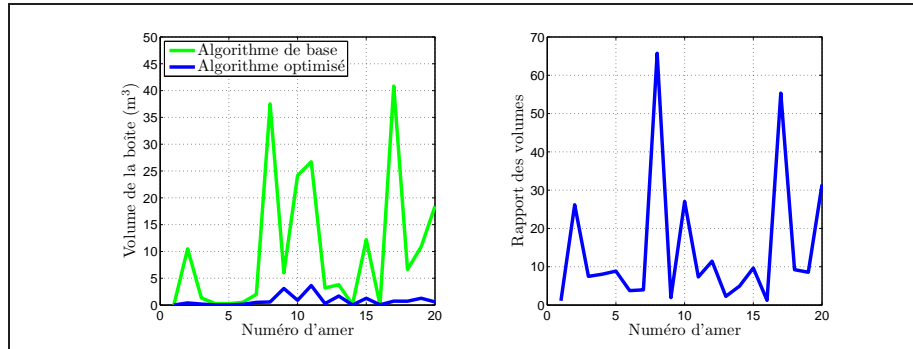 50
45
40
35
30
25
20
15
10
5
0
Volume de la boîte (m³)
Algorithme de base
Algorithme optimisé
0 5 10 15 20
Numéro d'amer
70
60
50
40
30
20
10
0
Rapport des volumes
0 5 10 15 20
Numéro d'amer